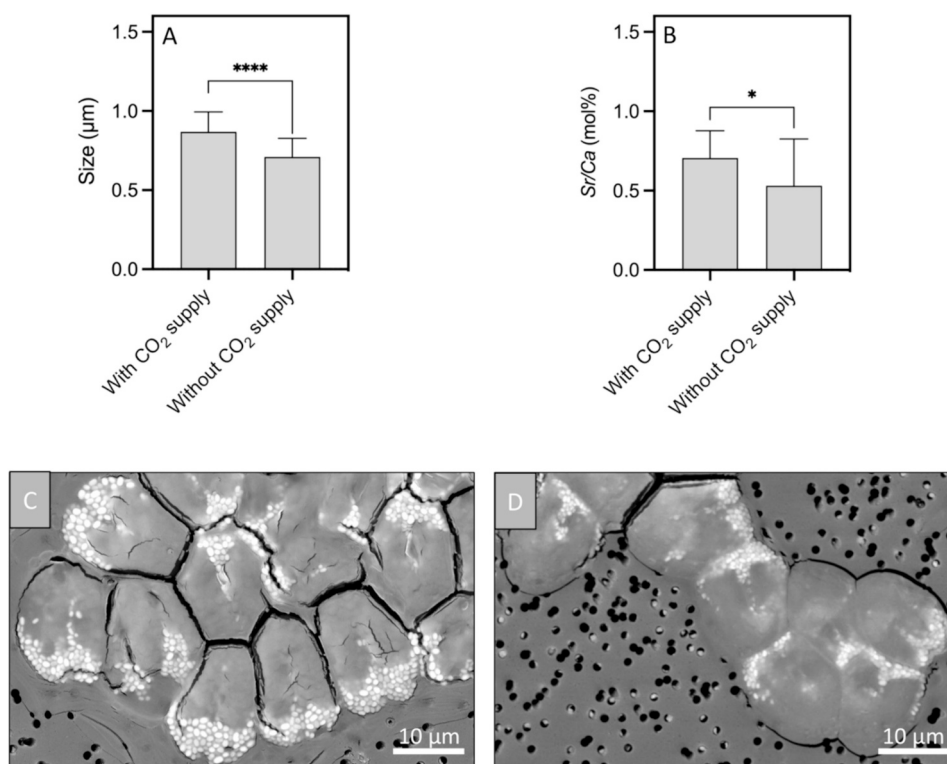 A
Size (µm)
1.5
1.0
0.5
0.0
****
With CO₂ supply
Without CO₂ supply
B
Sr/Ca (mol%)
1.5
1.0
0.5
0.0
*
With CO₂ supply
Without CO₂ supply
C
10 µm
D
10 µm